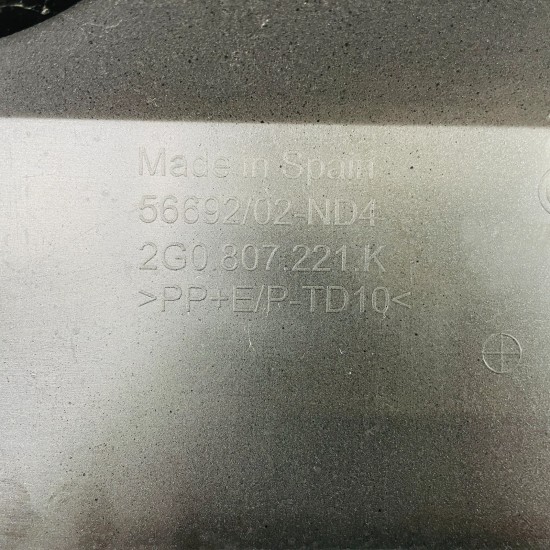 Made in Spain
56692/02-ND4
2G0.807.221.K
>PP+E/P-TD10<